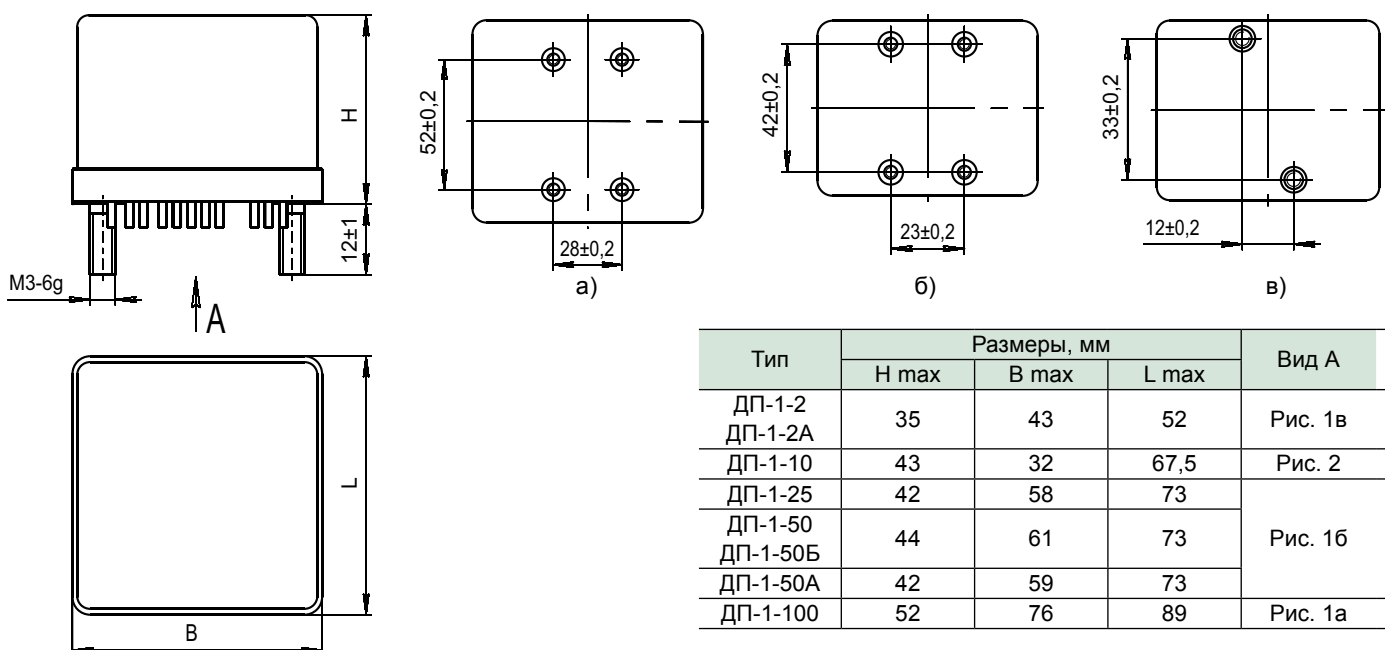 H
12±1
M3-6g
A
L
B
52±0,2
28±0,2
а)
42±0,2
23±0,2
б)
33±0,2
12±0,2
в)
Тип Размеры, мм Вид А
H max B max L max
ДП-1-2
ДП-1-2А
35 43 52 Рис. 1в
ДП-1-10 43 32 67,5 Рис. 2
ДП-1-25 42 58 73
ДП-1-50
ДП-1-50Б
44 61 73 Рис. 1б
ДП-1-50А 42 59 73
ДП-1-100 52 76 89 Рис. 1а